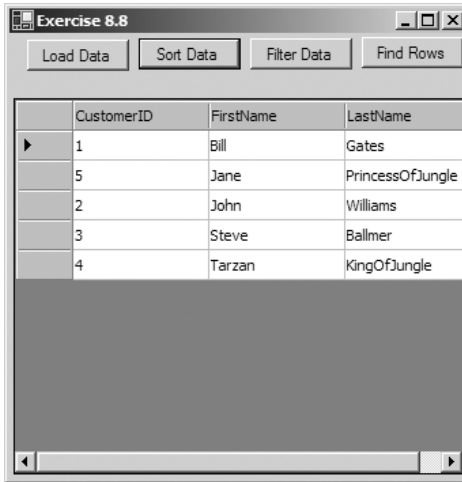 Exercise 8.8
Load Data Sort Data Filter Data Find Rows
CustomerID FirstName LastName
1 Bill Gates
5 Jane PrincessOfJungle
2 John Williams
3 Steve Ballmer
4 Tarzan KingOfJungle